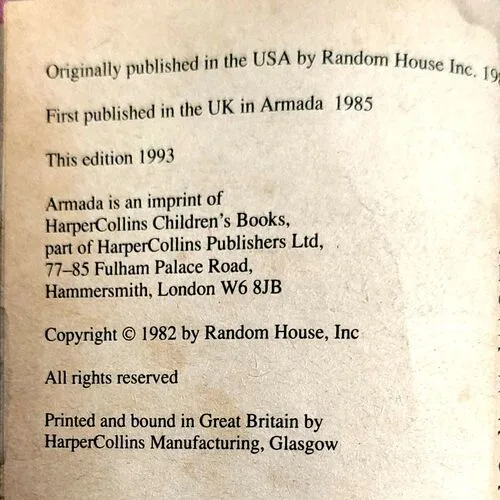 Originally published in the USA by Random House Inc.
First published in the UK in Armada 1985
This edition 1993
Armada is an imprint of
HarperCollins Children's Books,
part of HarperCollins Publishers Ltd,
77–85 Fulham Palace Road,
Hammersmith, London W6 8JB
Copyright © 1982 by Random House, Inc
All rights reserved
Printed and bound in Great Britain by
HarperCollins Manufacturing, Glasgow